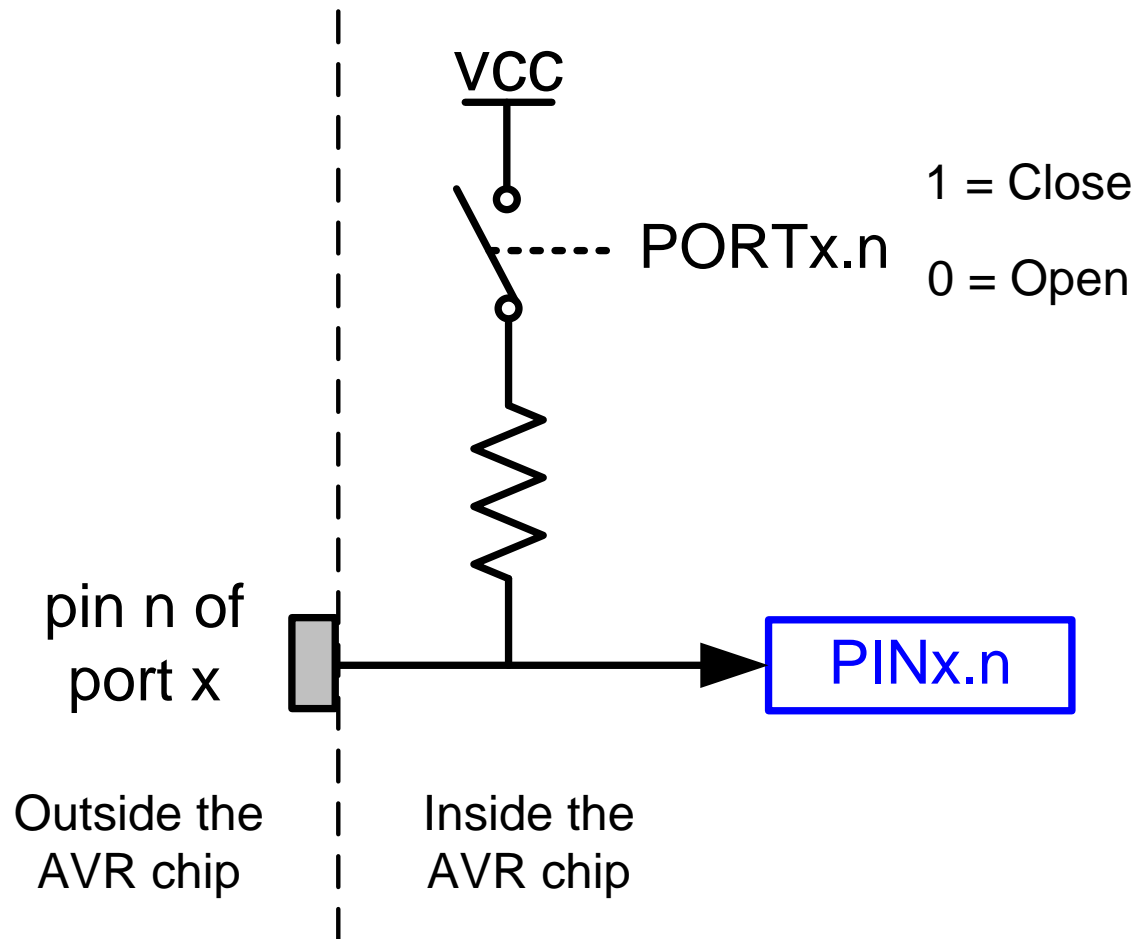 vcc
1 = Close
PORTx.n
0 = Open
pin n of
port x
PINx.n
Outside the
AVR chip
Inside the
AVR chip